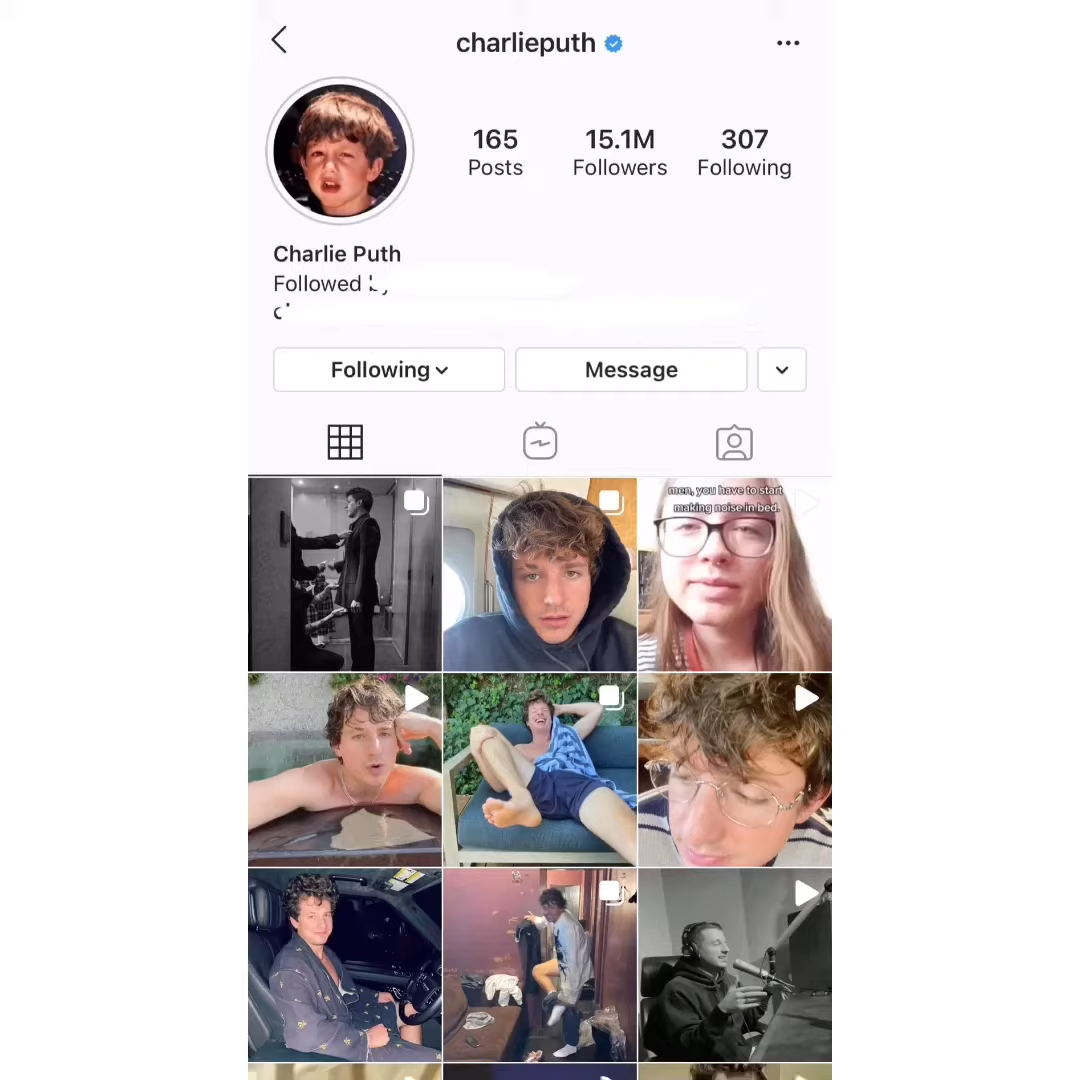 charlieputh
165 15.1M 307
Posts Followers Following
Charlie Puth
Followed
Following Message
men, you have to start
making noise in bed.